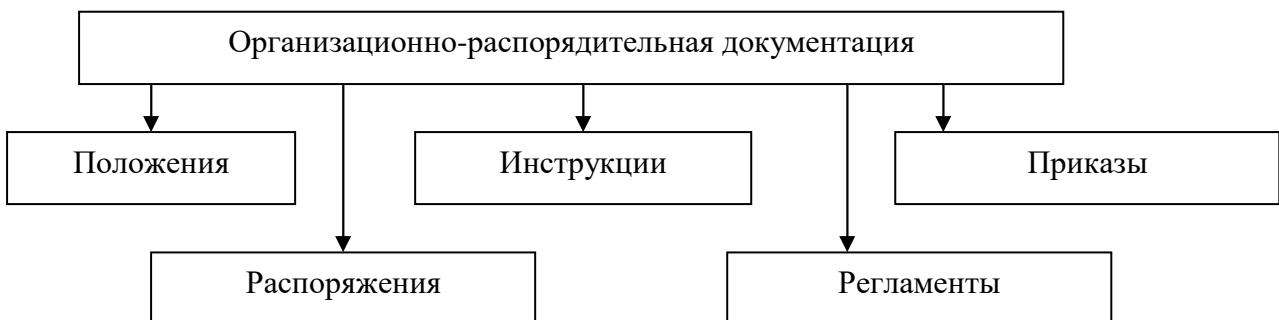 Организационно-распорядительная документация
Положения
Инструкции
Приказы
Распоряжения
Регламенты